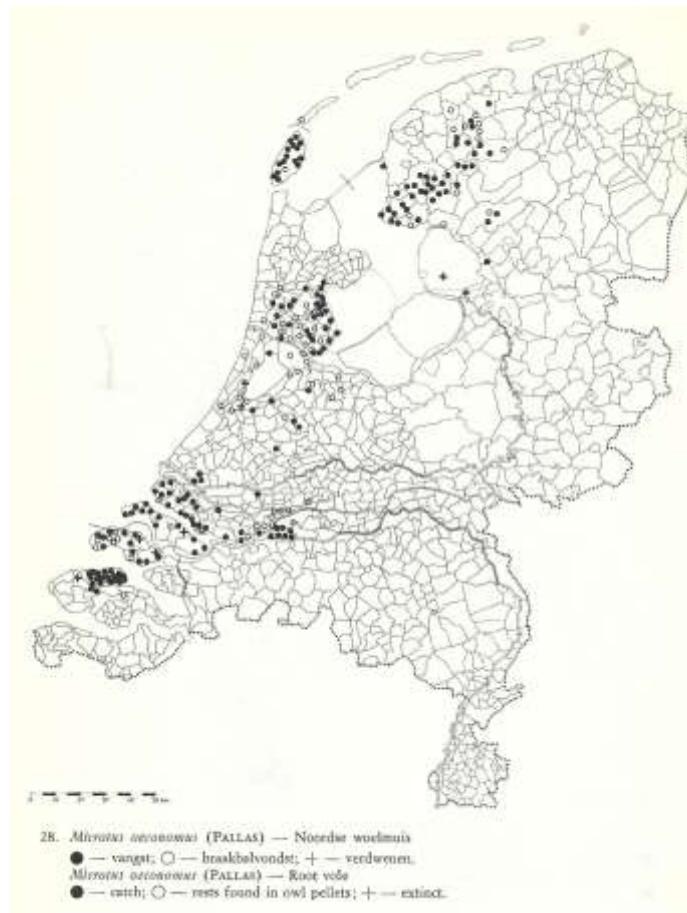 28. Microtus oeconomus (PALLAS) — Noordse woelmuis
● — vangst; ○ — braakbalvondst; + — verdwenen.
Microtus oeconomus (PALLAS) — Root vole
● — catch; ○ — rests found in owl pellets; + — extinct.